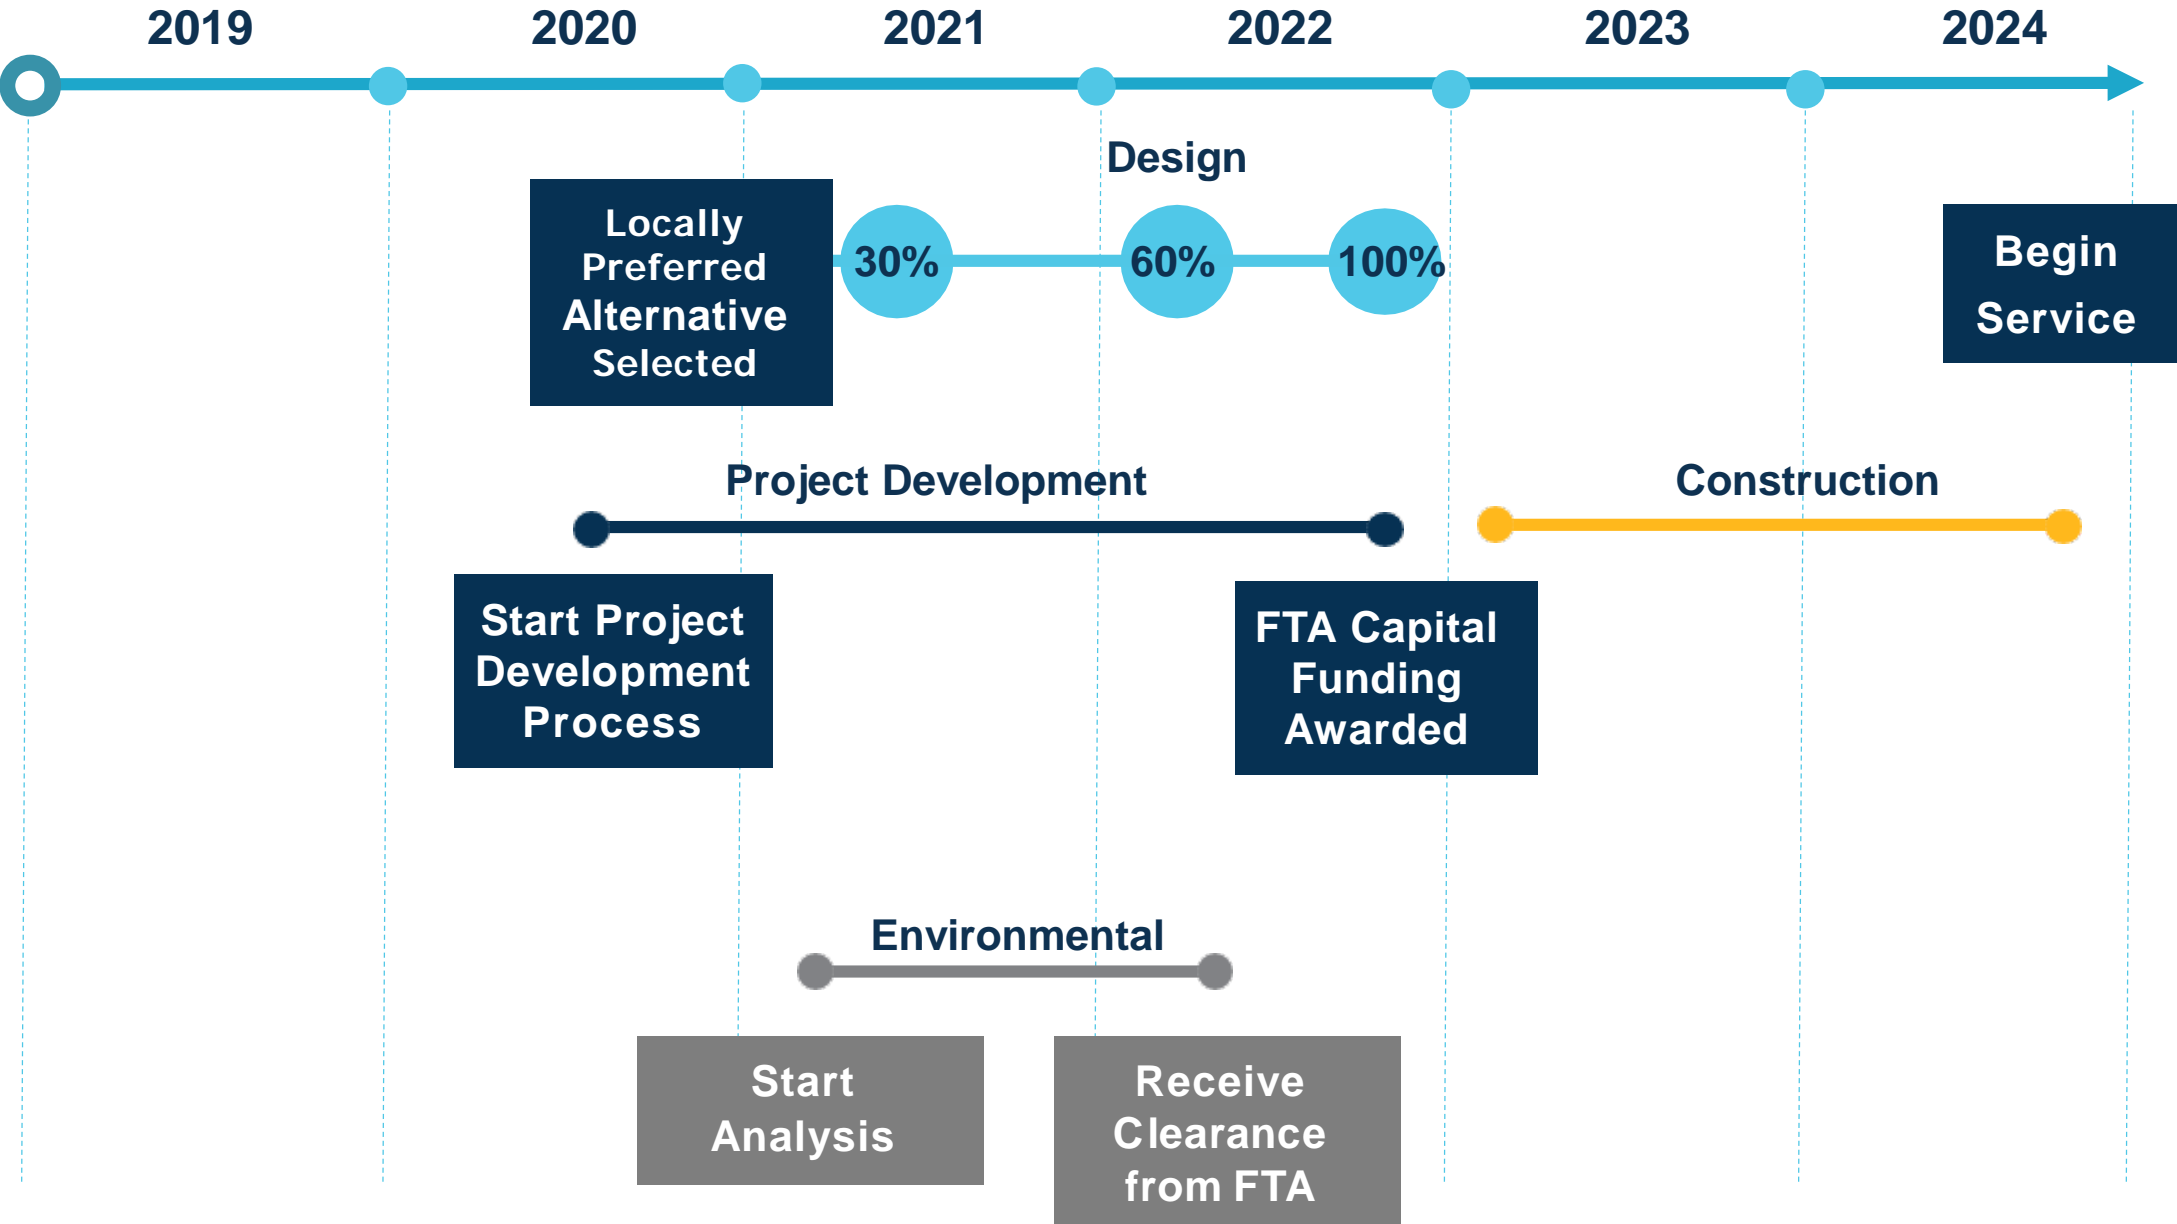 2019 2020 2021 2022 2023 2024
Design
Locally
Preferred
Alternative
Selected
30% 60% 100%
Begin
Service
Project Development
Construction
Start Project
Development
Process
FTA Capital
Funding
Awarded
Environmental
Start
Analysis
Receive
Clearance
from FTA